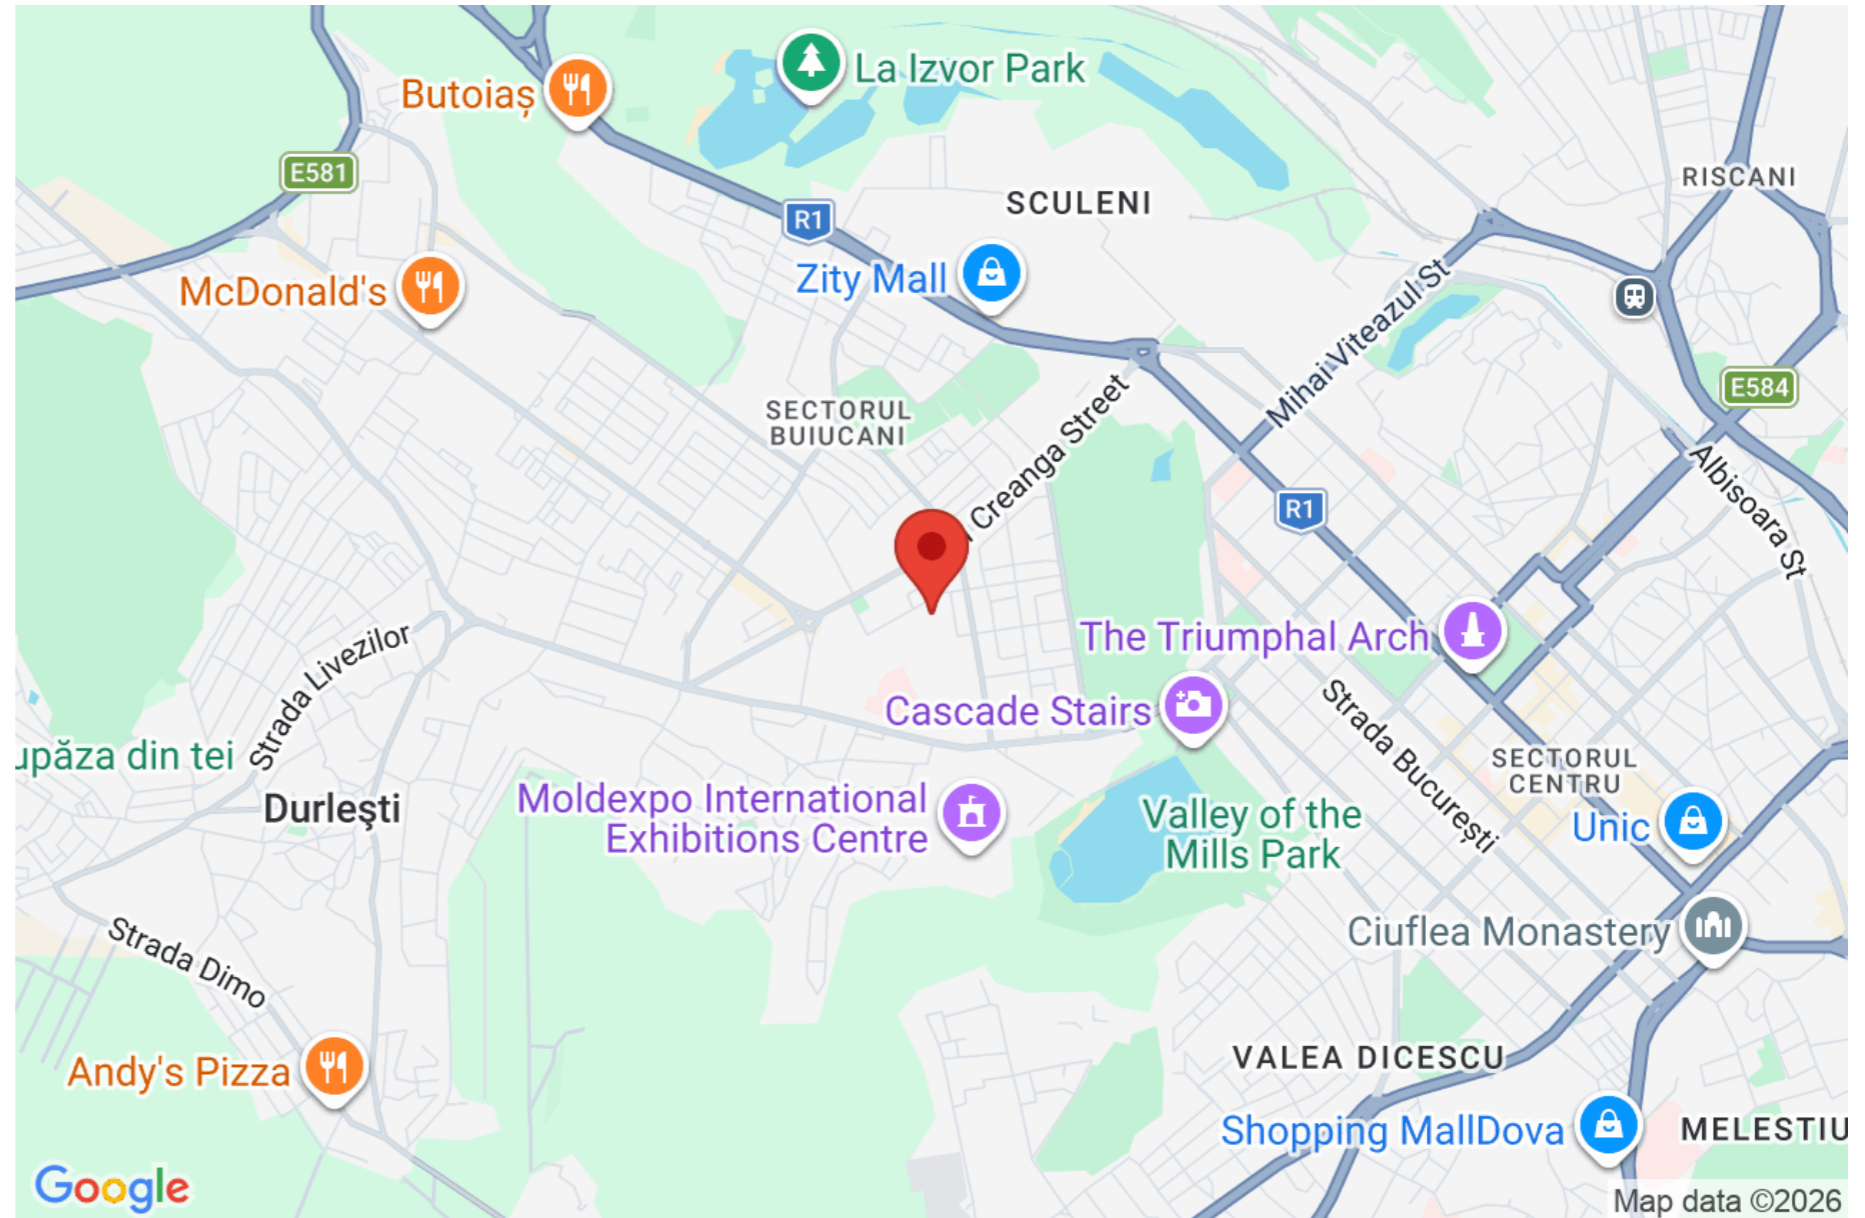 La Izvor Park
Butoiaș
E581
RISCANI
SCULENI
R1
Zity Mall
McDonald's
Mihai Viteazul St
E584
SECTORUL
BUIUCANI
Creanga Street
Albisoara St
R1
The Triumphal Arch
Strada Livezilor
Cascade Stairs
Strada București
upăza din tei
SECTORUL
CENTRU
Durleşti
Moldexpo International
Exhibitions Centre
Valley of the
Mills Park
Unic
Ciuflea Monastery
Strada Dimo
VALEA DICESCU
Andy's Pizza
Shopping MallDova
MELESTIU
Google
Map data ©2026